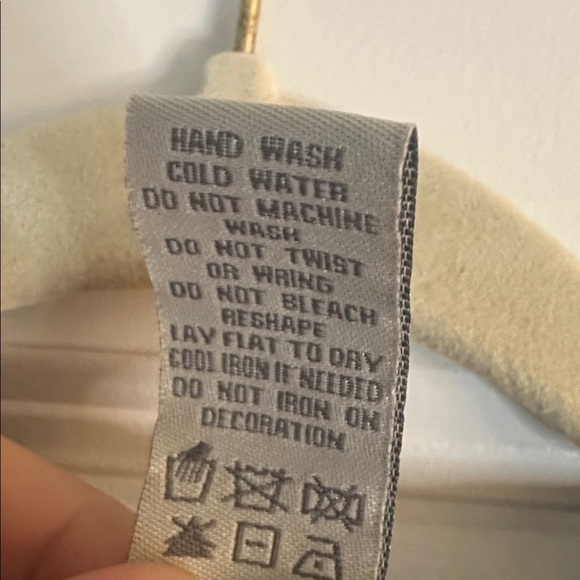 HAND WASH
COLD WATER
DO NOT MACHINE
WASH
DO NOT TWIST
OR WRING
DO NOT BLEACH
RESHAPE
LAY FLAT TO DRY
COOL IRON IF NEEDED
DO NOT IRON ON
DECORATION